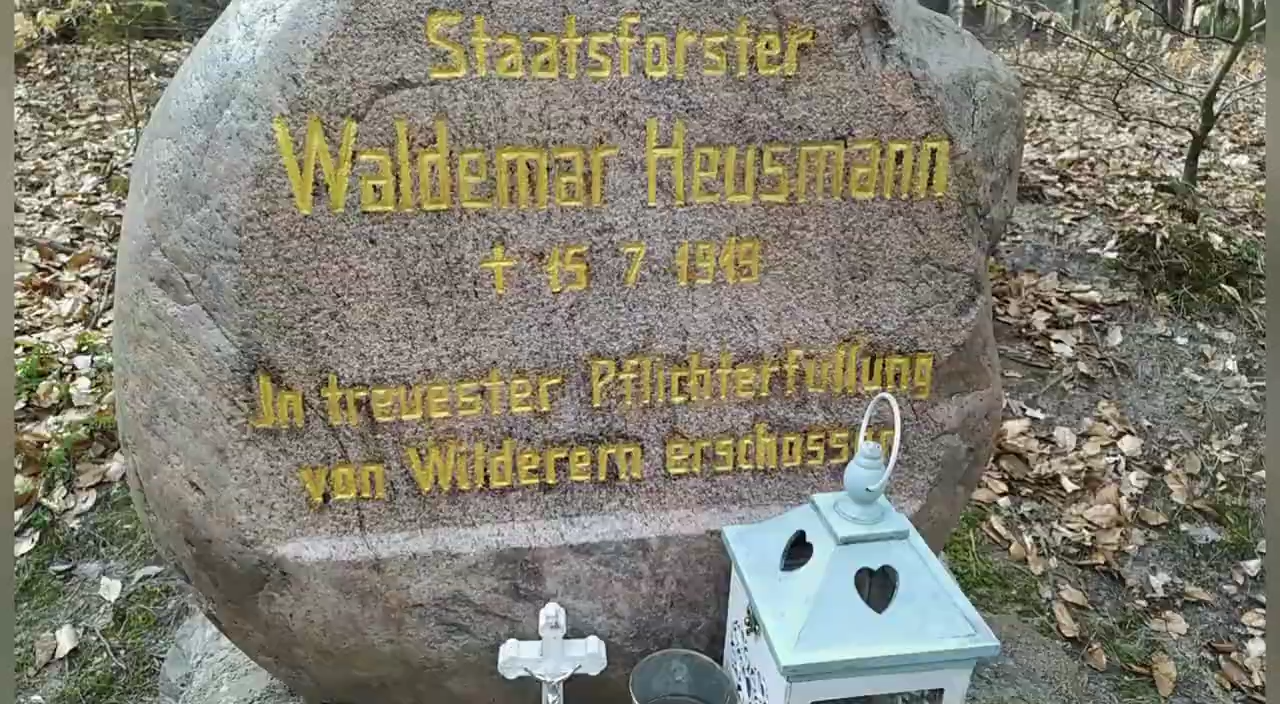 Staatsforster
Waldemar Heusmann
† 15 7 1919
In treuester Pflichterfullung
von Wilderern erschossen